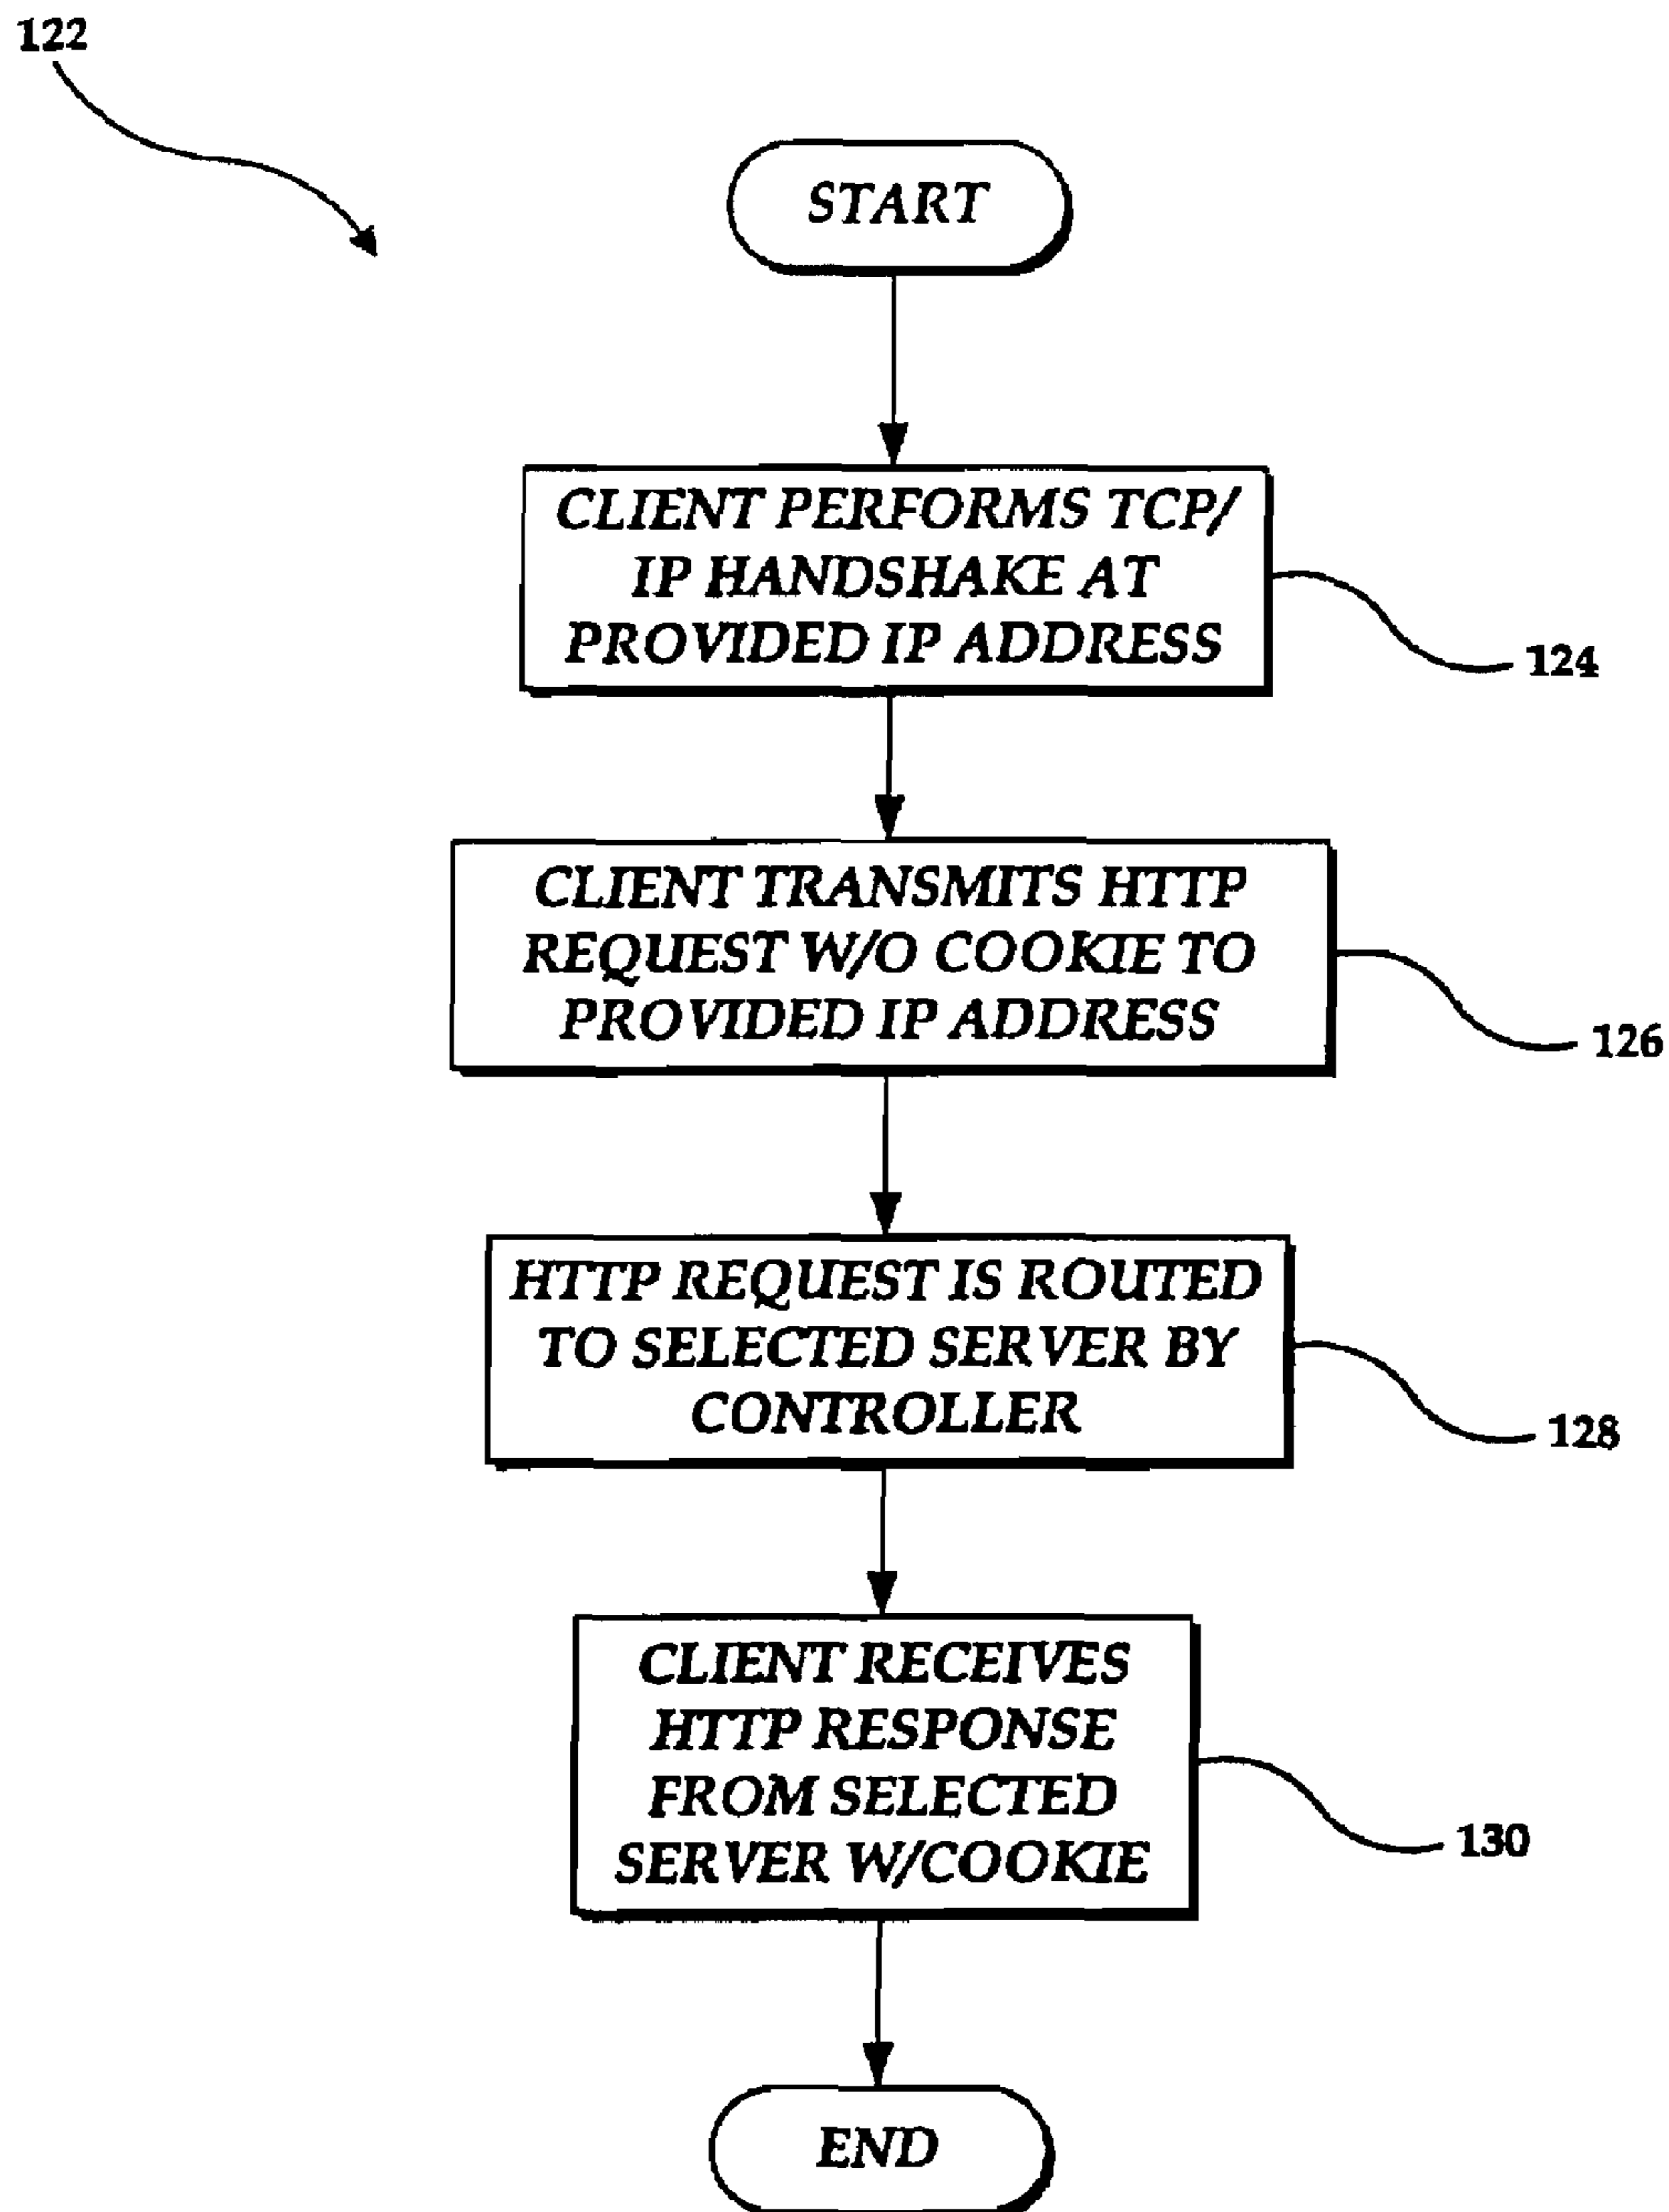 122
START
CLIENT PERFORMS TCP/
IP HANDSHAKE AT
PROVIDED IP ADDRESS
124
CLIENT TRANSMITS HTTP
REQUEST W/O COOKIE TO
PROVIDED IP ADDRESS
126
HTTP REQUEST IS ROUTED
TO SELECTED SERVER BY
CONTROLLER
128
CLIENT RECEIVES
HTTP RESPONSE
FROM SELECTED
SERVER W/COOKIE
130
END